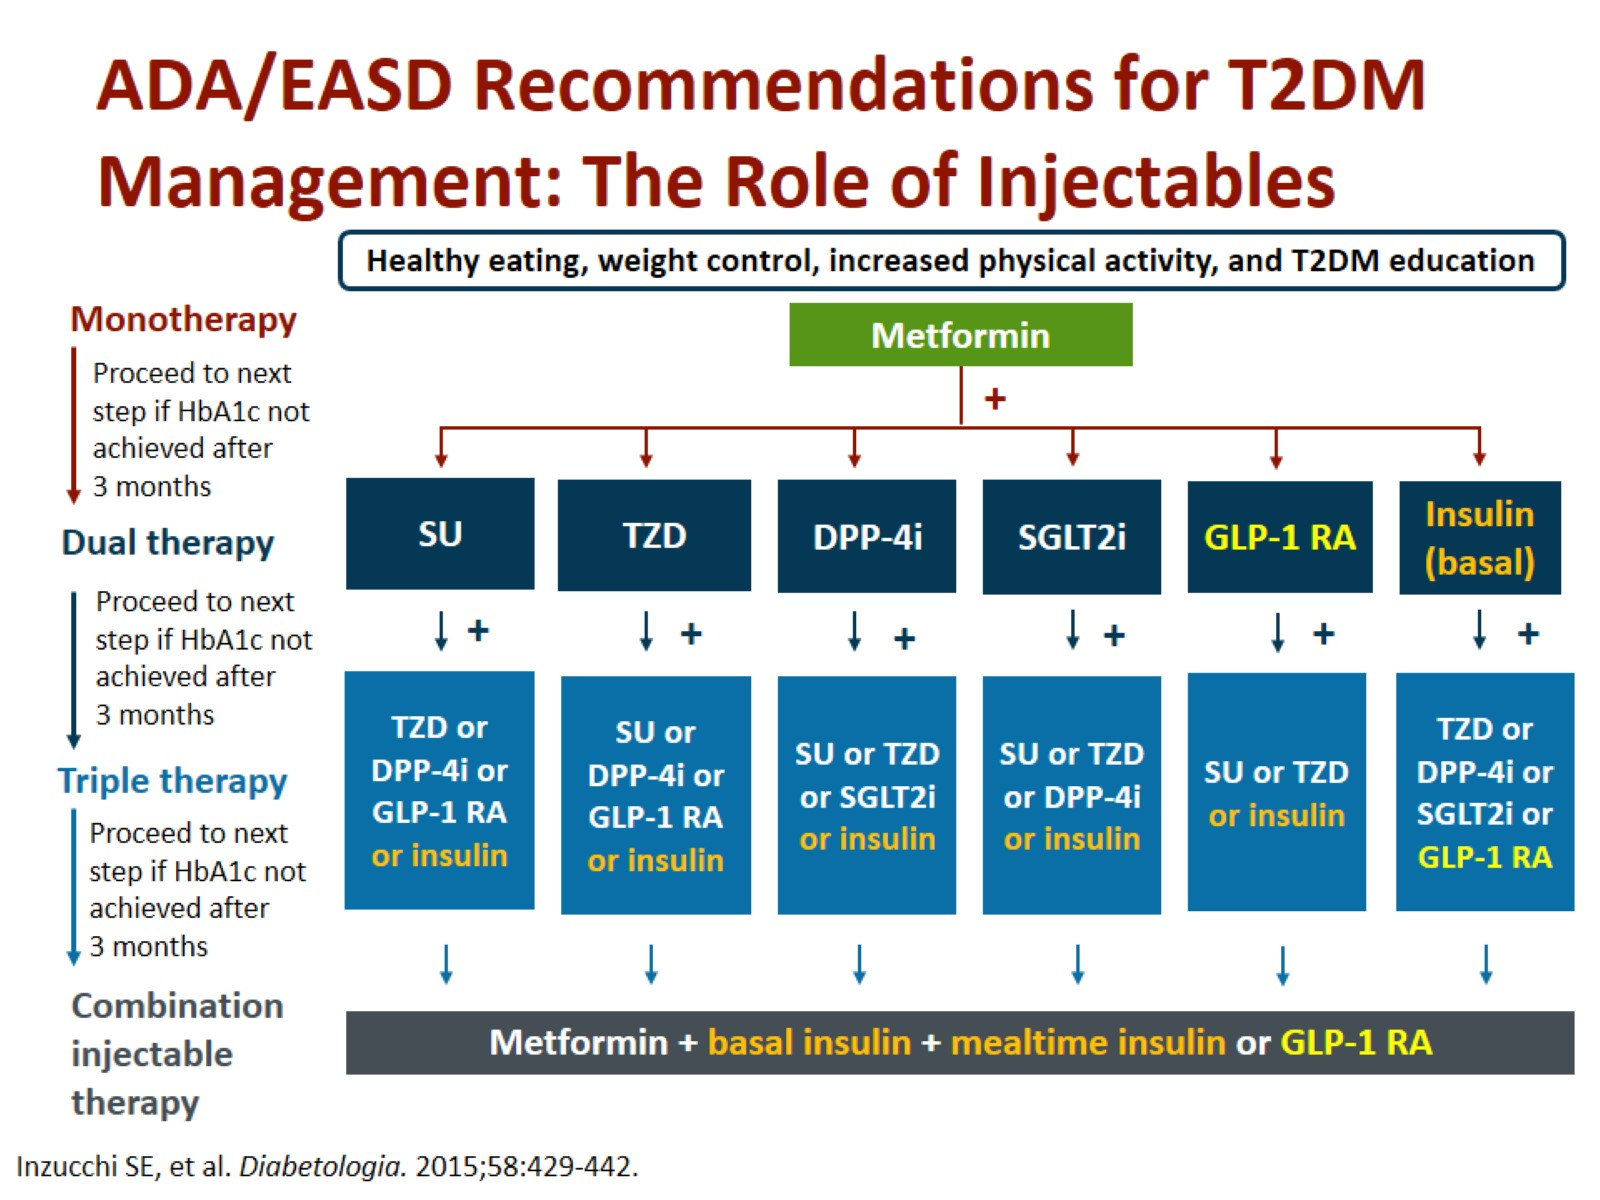 ADA/EASD Recommendations for T2DM
Management: The Role of Injectables
Healthy eating, weight control, increased physical activity, and T2DM education
Monotherapy
Proceed to next
step if HbA1c not
achieved after
3 months
Metformin
+
Dual therapy
SU
TZD
DPP-4i
SGLT2i
GLP-1 RA
Insulin
(basal)
Proceed to next
step if HbA1c not
achieved after
3 months
+
+
+
+
+
+
Triple therapy
TZD or
DPP-4i or
GLP-1 RA
or insulin
SU or
DPP-4i or
GLP-1 RA
or insulin
SU or TZD
or SGLT2i
or insulin
SU or TZD
or DPP-4i
or insulin
SU or TZD
or insulin
TZD or
DPP-4i or
SGLT2i or
GLP-1 RA
Proceed to next
step if HbA1c not
achieved after
3 months
Combination
injectable
therapy
Metformin + basal insulin + mealtime insulin or GLP-1 RA
Inzucchi SE, et al. Diabetologia. 2015;58:429-442.